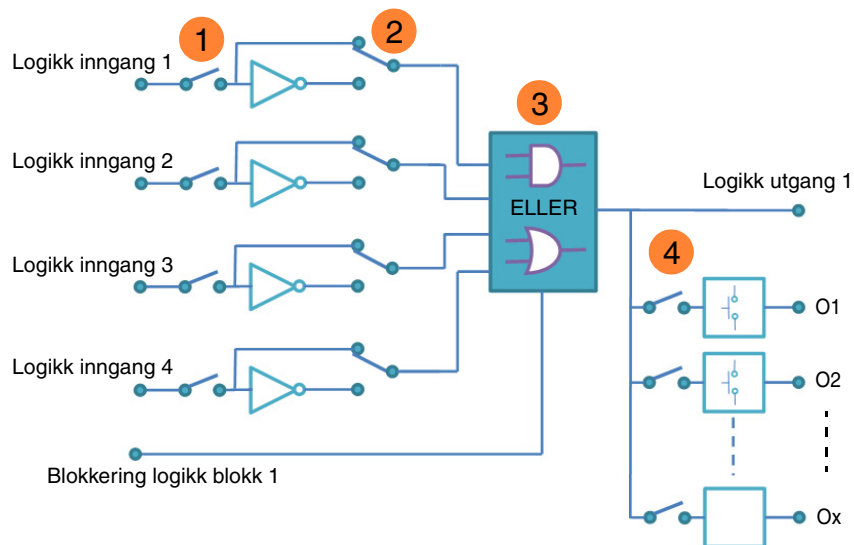 1
2
Logikk inngang 1
3
Logikk inngang 2
Logikk utgang 1
ELLER
4
Logikk inngang 3
O1
Logikk inngang 4
O2
Blokkering logikk blokk 1
Ox